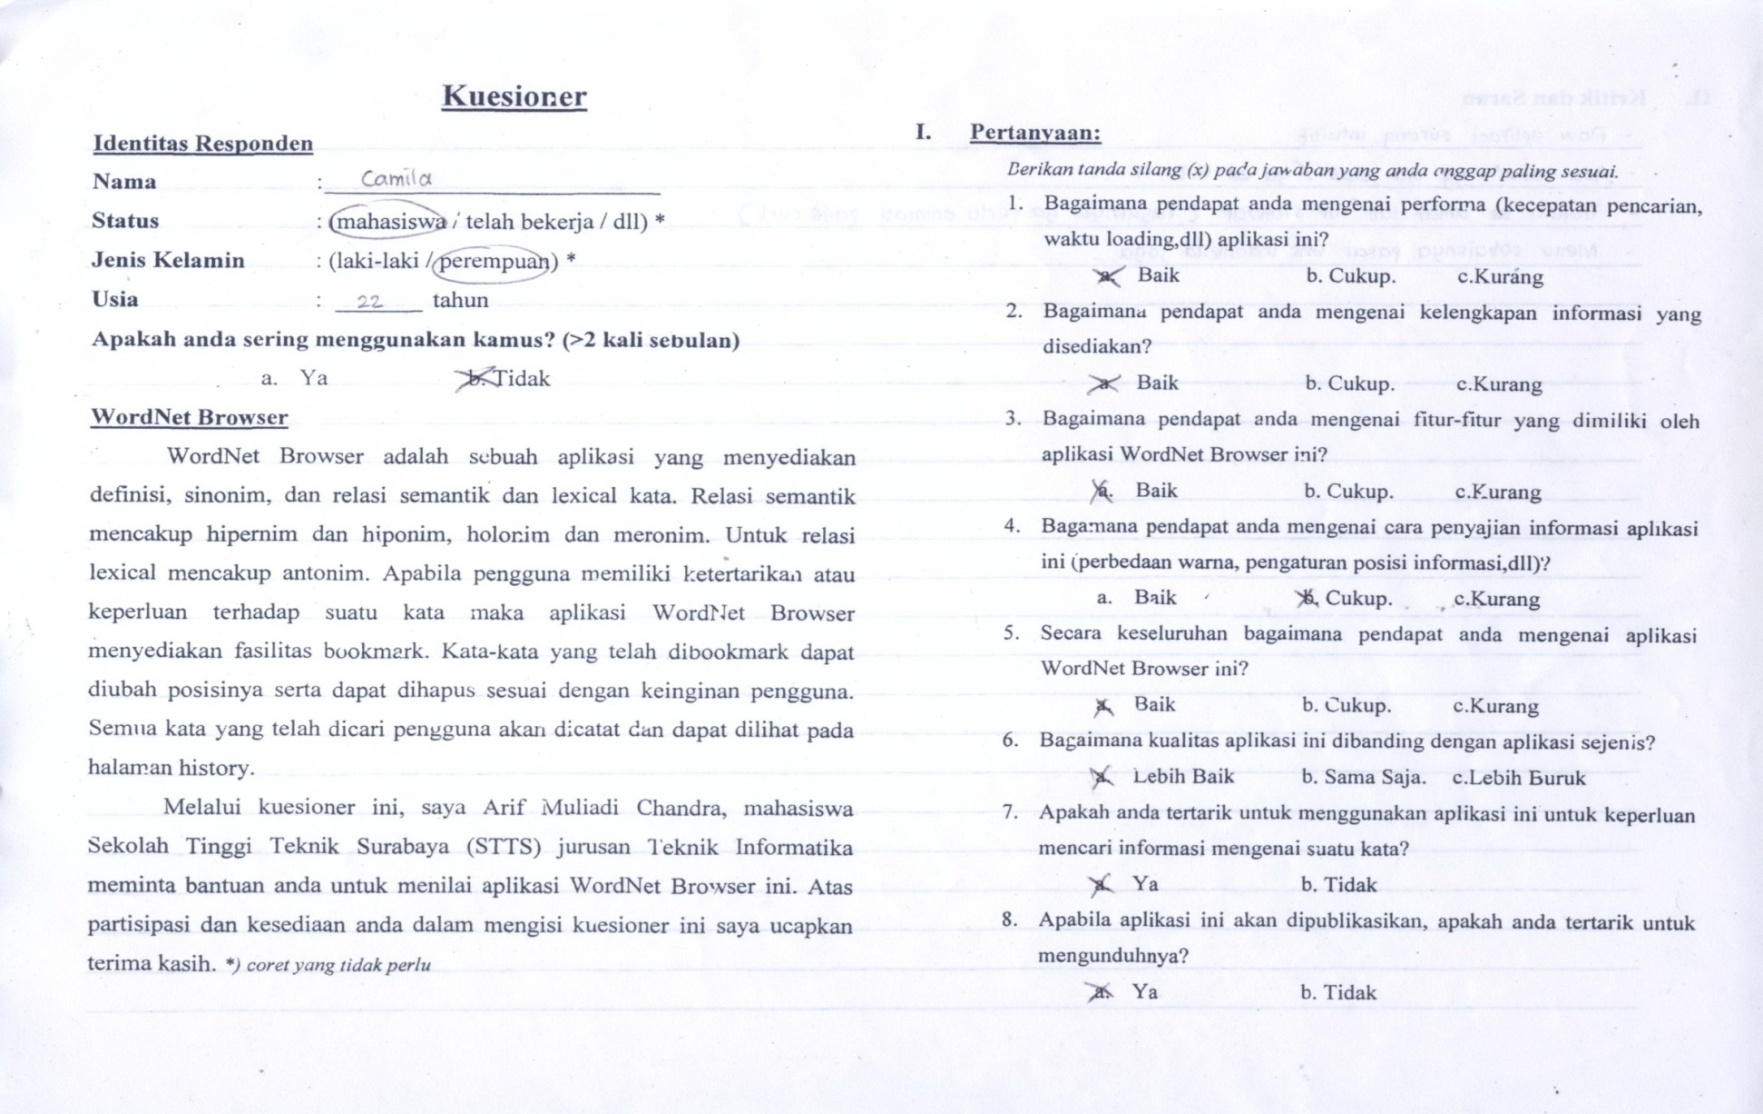 Kuesioner
Identitas Responden
Nama : Camila
Status : (mahasiswa / telah bekerja / dll) *
Jenis Kelamin : (laki-laki / perempuan) *
Usia : 22 tahun
Apakah anda sering menggunakan kamus? (>2 kali sebulan)
a. Ya b. Tidak
WordNet Browser
WordNet Browser adalah sebuah aplikasi yang menyediakan
definisi, sinonim, dan relasi semantik dan lexical kata. Relasi semantik
mencakup hipernim dan hiponim, holonim dan meronim. Untuk relasi
lexical mencakup antonim. Apabila pengguna memiliki ketertarikan atau
keperluan terhadap suatu kata maka aplikasi WordNet Browser
menyediakan fasilitas bookmark. Kata-kata yang telah dibookmark dapat
diubah posisinya serta dapat dihapus sesuai dengan keinginan pengguna.
Semua kata yang telah dicari pengguna akan dicatat dan dapat dilihat pada
halaman history.
Melalui kuesioner ini, saya Arif Muliadi Chandra, mahasiswa
Sekolah Tinggi Teknik Surabaya (STTS) jurusan Teknik Informatika
meminta bantuan anda untuk menilai aplikasi WordNet Browser ini. Atas
partisipasi dan kesediaan anda dalam mengisi kuesioner ini saya ucapkan
terima kasih. *) coret yang tidak perlu
I. Pertanyaan:
Berikan tanda silang (x) pada jawaban yang anda anggap paling sesuai.
1. Bagaimana pendapat anda mengenai performa (kecepatan pencarian,
waktu loading,dll) aplikasi ini?
a. Baik b. Cukup. c.Kurang
2. Bagaimana pendapat anda mengenai kelengkapan informasi yang
disediakan?
a. Baik b. Cukup. c.Kurang
3. Bagaimana pendapat anda mengenai fitur-fitur yang dimiliki oleh
aplikasi WordNet Browser ini?
a. Baik b. Cukup. c.Kurang
4. Bagamana pendapat anda mengenai cara penyajian informasi aplikasi
ini (perbedaan warna, pengaturan posisi informasi,dll)?
a. Baik b. Cukup. c.Kurang
5. Secara keseluruhan bagaimana pendapat anda mengenai aplikasi
WordNet Browser ini?
a. Baik b. Cukup. c.Kurang
6. Bagaimana kualitas aplikasi ini dibanding dengan aplikasi sejenis?
a. Lebih Baik b. Sama Saja. c.Lebih Buruk
7. Apakah anda tertarik untuk menggunakan aplikasi ini untuk keperluan
mencari informasi mengenai suatu kata?
a. Ya b. Tidak
8. Apabila aplikasi ini akan dipublikasikan, apakah anda tertarik untuk
mengunduhnya?
a. Ya b. Tidak